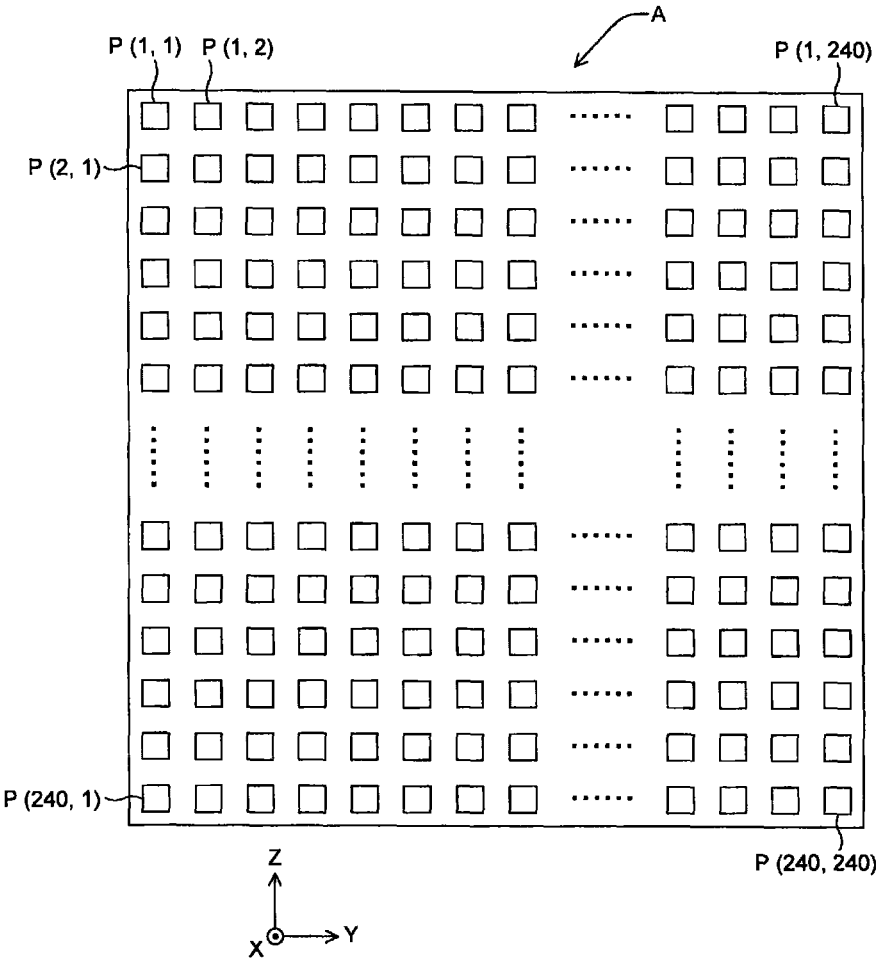 A
P (1, 1) P (1, 2) P (1, 240)
P (2, 1)
P (240, 1)
P (240, 240)
Z
X Y